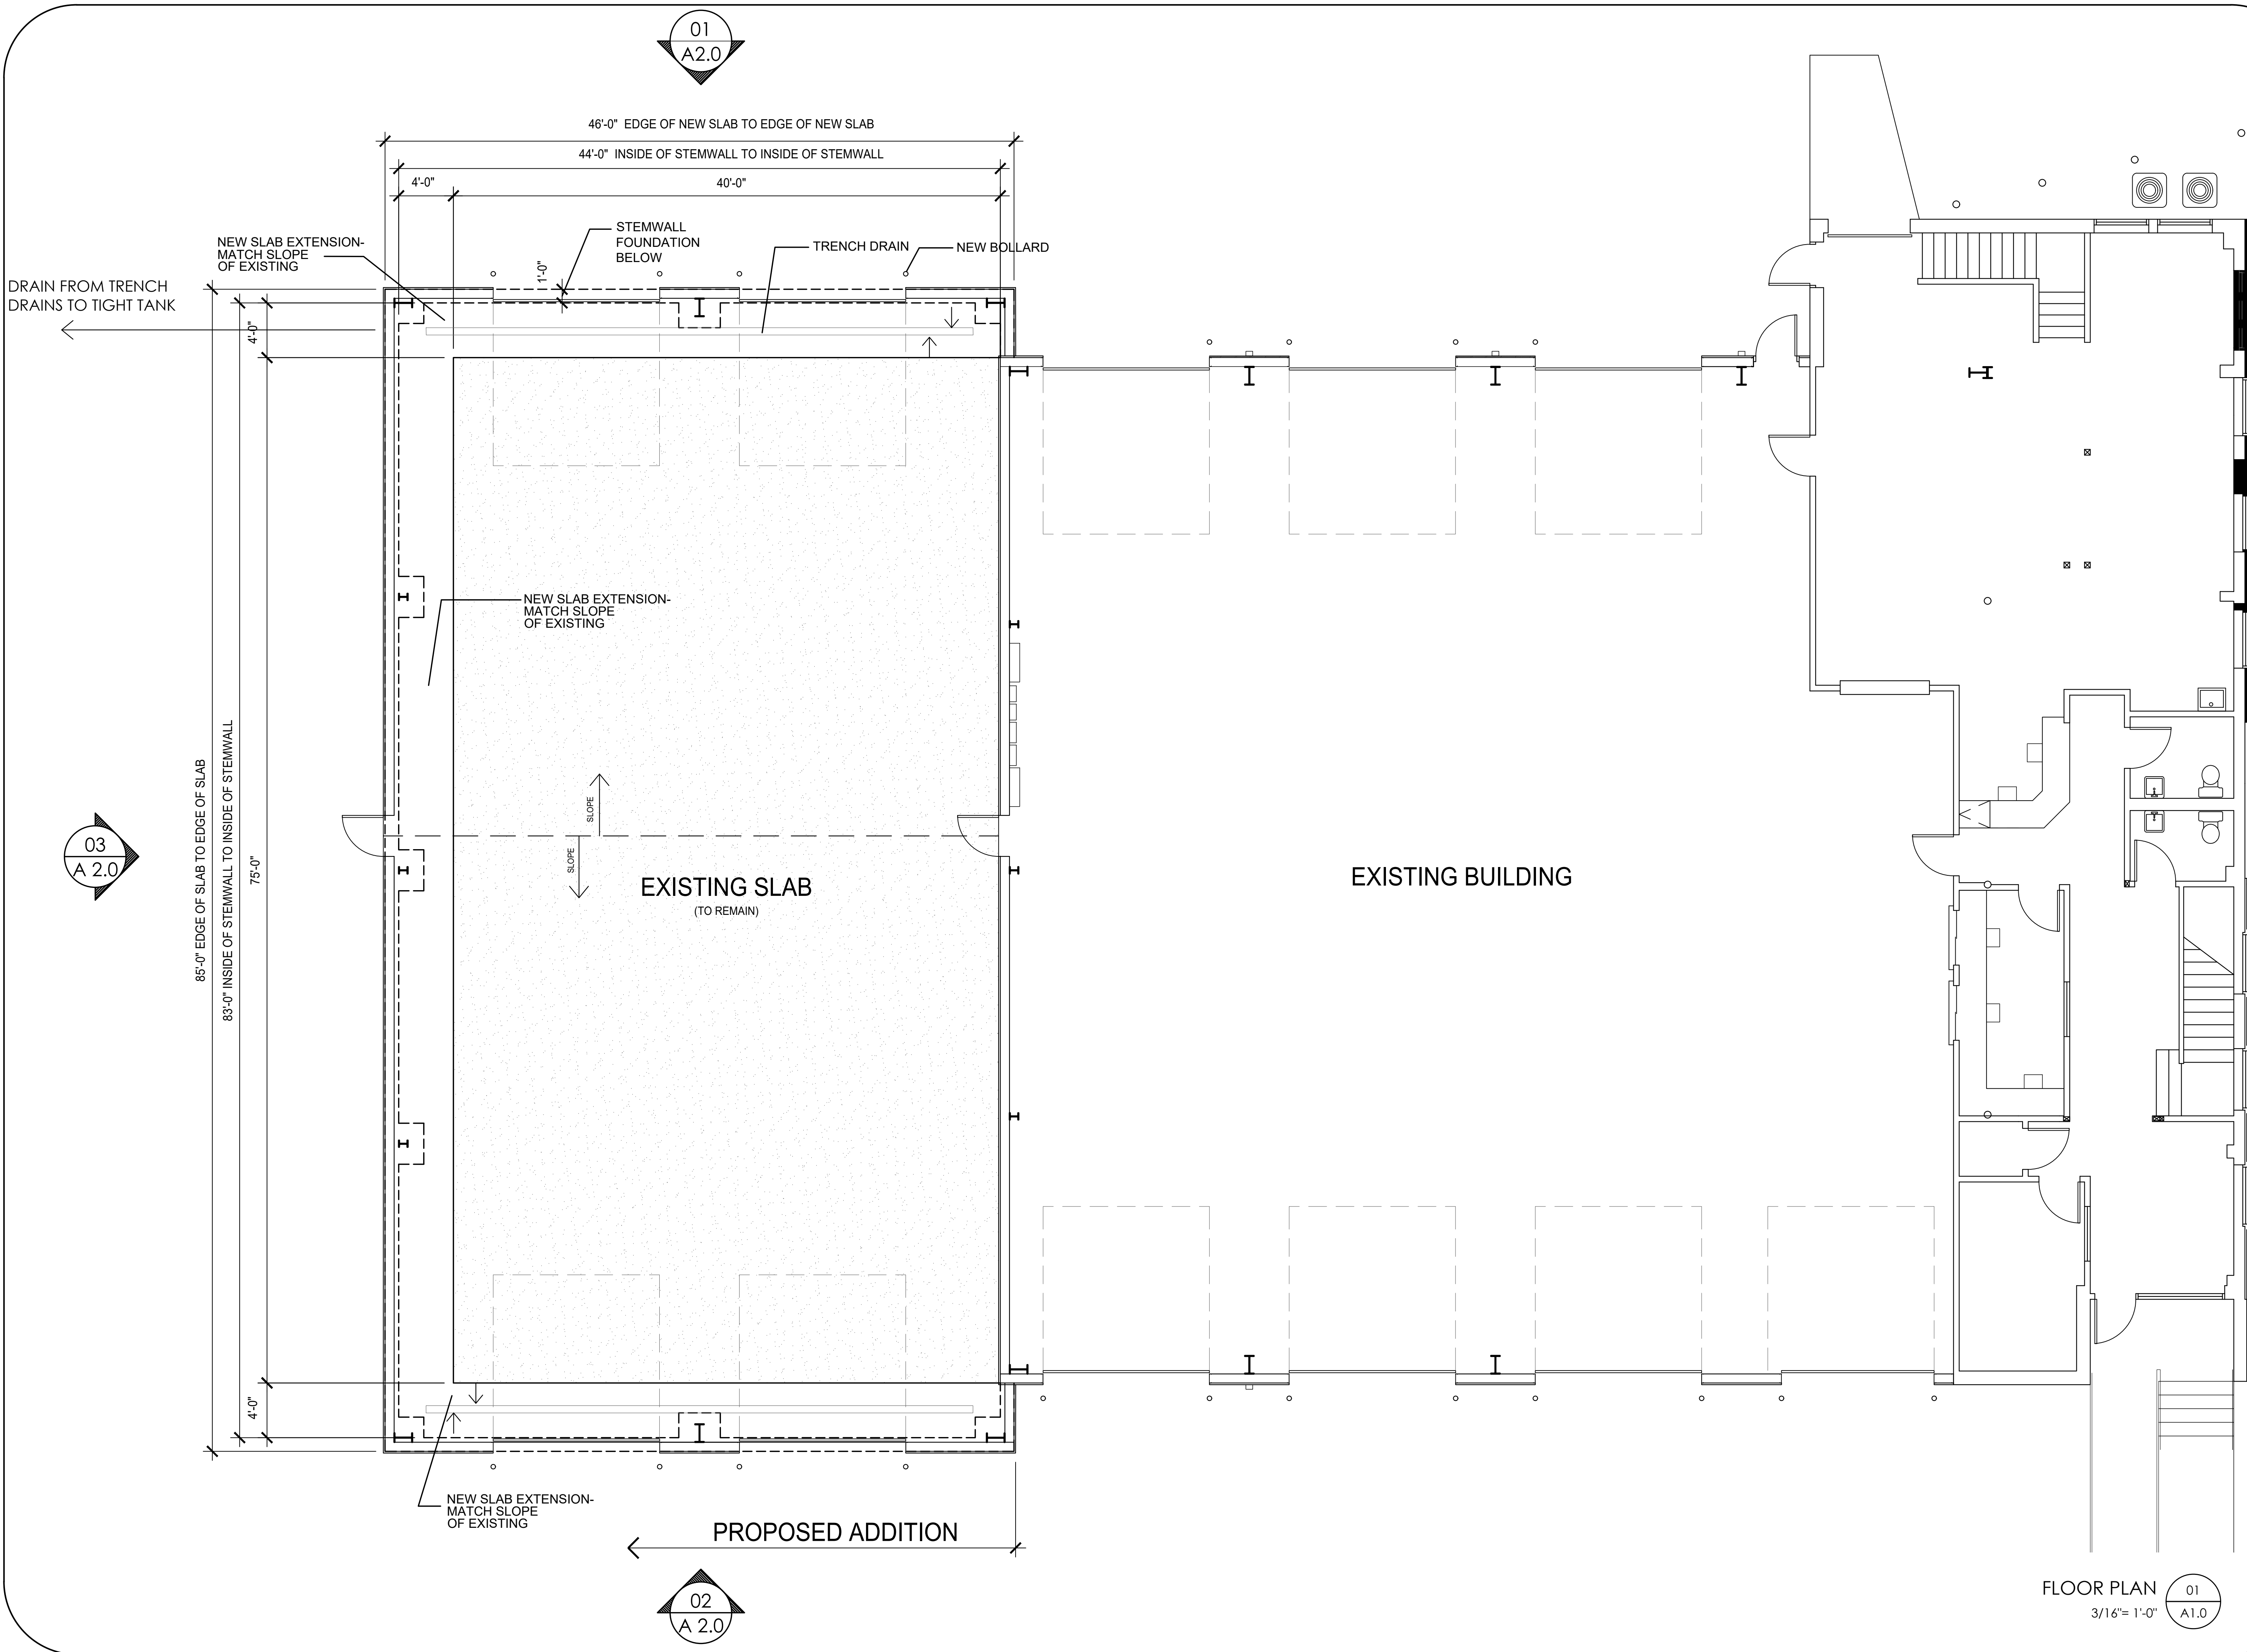 01
A2.0
46'-0" EDGE OF NEW SLAB TO EDGE OF NEW SLAB
44'-0" INSIDE OF STEMWALL TO INSIDE OF STEMWALL
4'-0"
40'-0"
NEW SLAB EXTENSION-
MATCH SLOPE
OF EXISTING
STEMWALL
FOUNDATION
BELOW
TRENCH DRAIN
NEW BOLLARD
1'-0"
DRAIN FROM TRENCH
DRAINS TO TIGHT TANK
4'-0"
NEW SLAB EXTENSION-
MATCH SLOPE
OF EXISTING
85'-0" EDGE OF SLAB TO EDGE OF SLAB
83'-0" INSIDE OF STEMWALL TO INSIDE OF STEMWALL
75'-0"
SLOPE
SLOPE
03
A 2.0
EXISTING SLAB
(TO REMAIN)
EXISTING BUILDING
4'-0"
NEW SLAB EXTENSION-
MATCH SLOPE
OF EXISTING
PROPOSED ADDITION
02
A 2.0
FLOOR PLAN
3/16"= 1'-0"
01
A1.0